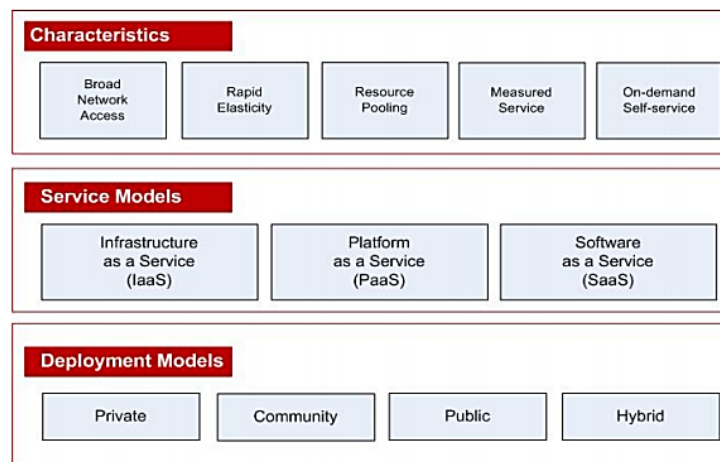 Characteristics
Broad
Network
Access
Rapid
Elasticity
Resource
Pooling
Measured
Service
On-demand
Self-service
Service Models
Infrastructure
as a Service
(IaaS)
Platform
as a Service
(PaaS)
Software
as a Service
(SaaS)
Deployment Models
Private
Community
Public
Hybrid